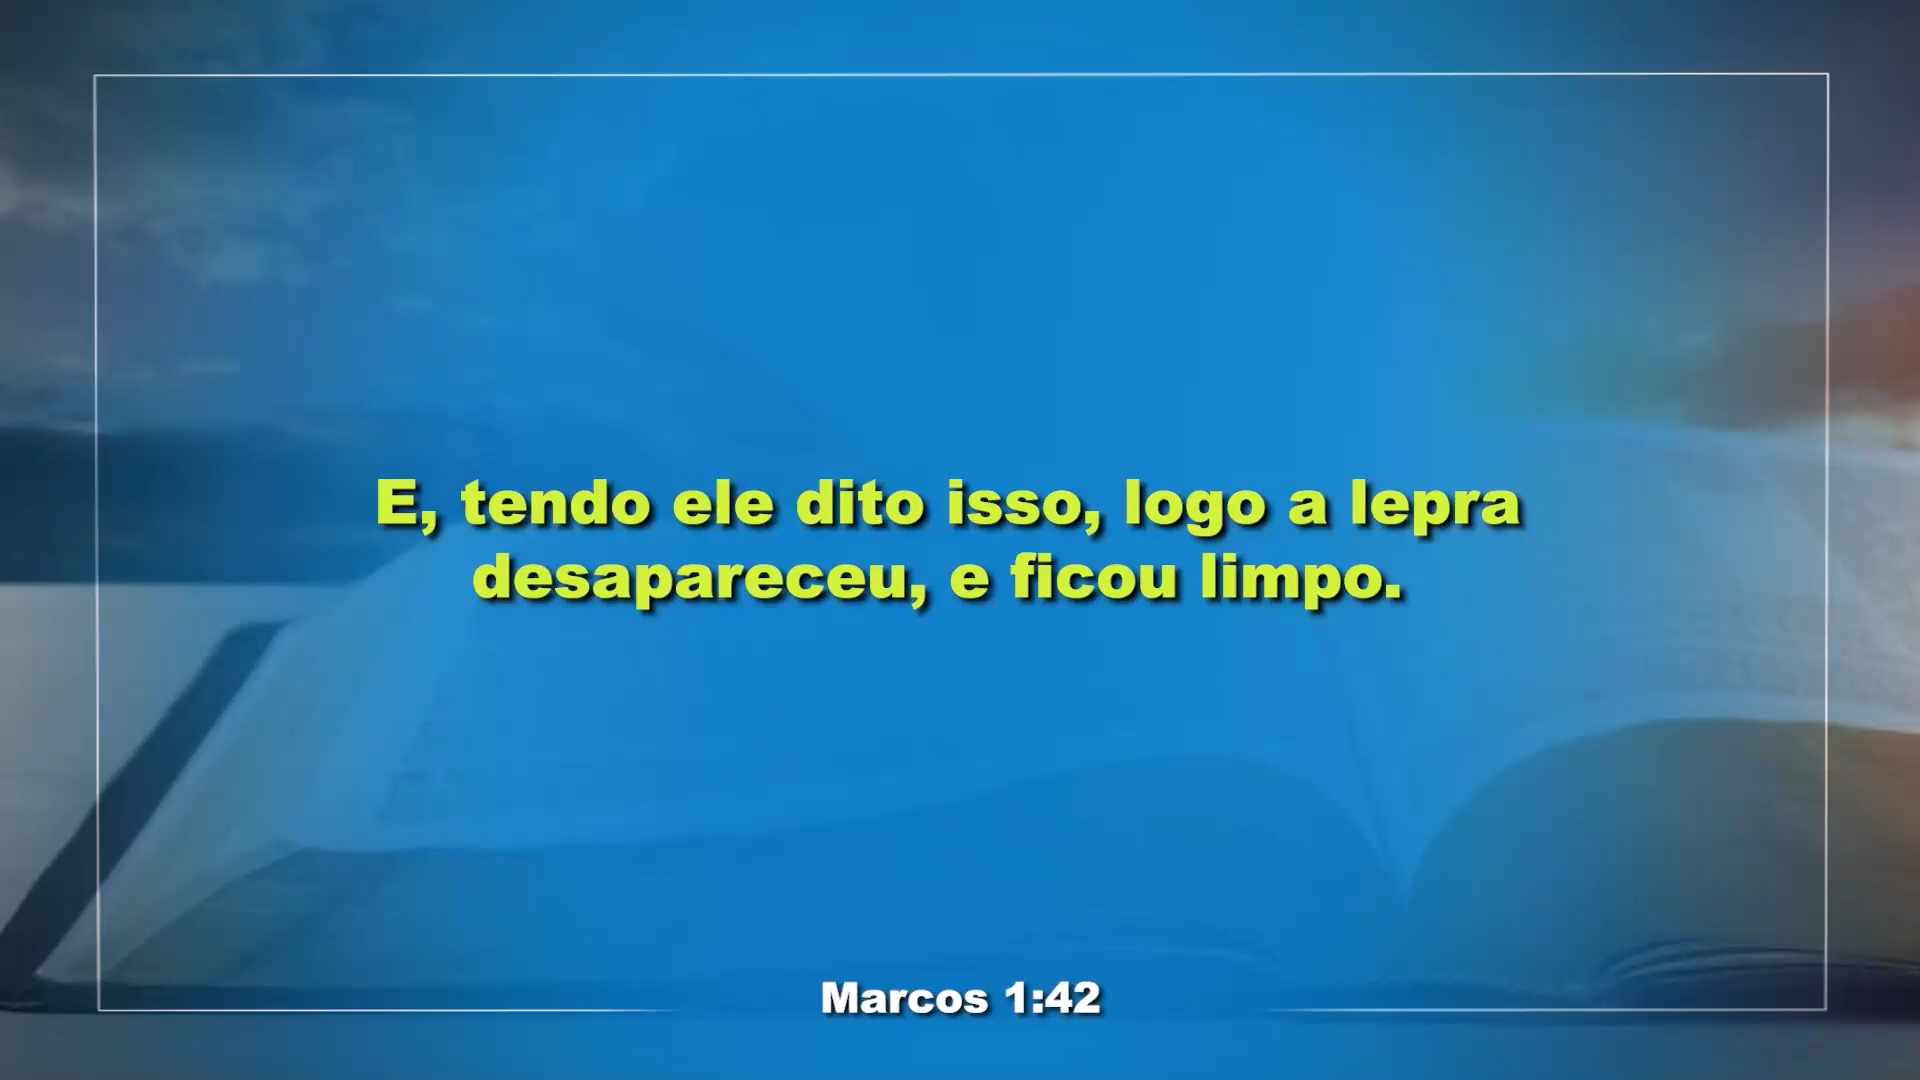 E, tendo ele dito isso, logo a lepra
desapareceu, e ficou limpo.
Marcos 1:42